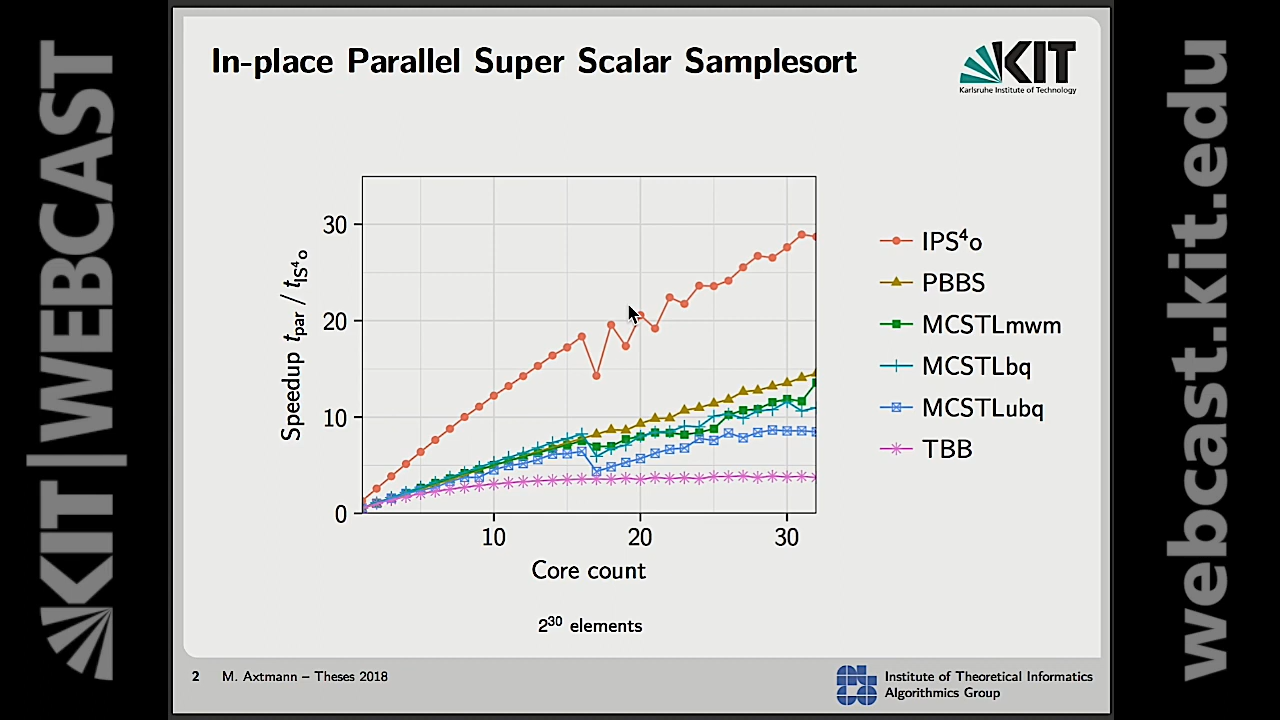 KIT | WEBCAST
In-place Parallel Super Scalar Samplesort
KIT
Karlsruhe Institute of Technology
Speedup t_par / t_IS⁴o
30
20
10
0
10 20 30
Core count
2³⁰ elements
IPS⁴o
PBBS
MCSTLmwm
MCSTLbq
MCSTLubq
TBB
2 M. Axtmann – Theses 2018
Institute of Theoretical Informatics
Algorithmics Group
webcast.kit.edu